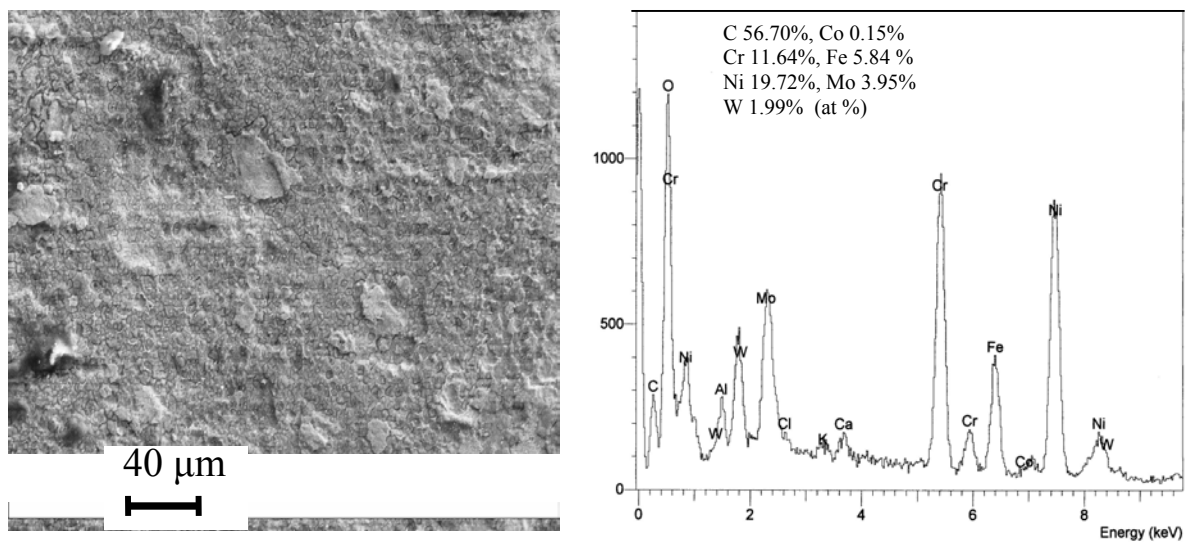 40 μm
C 56.70%, Co 0.15%
Cr 11.64%, Fe 5.84 %
Ni 19.72%, Mo 3.95%
W 1.99% (at %)
O
Cr
C
Ni
W
Al
W
Mo
Cl
K
Ca
Cr
Cr
Fe
Co
Ni
Ni
W
1000
500
0
0 2 4 6 8
Energy (keV)